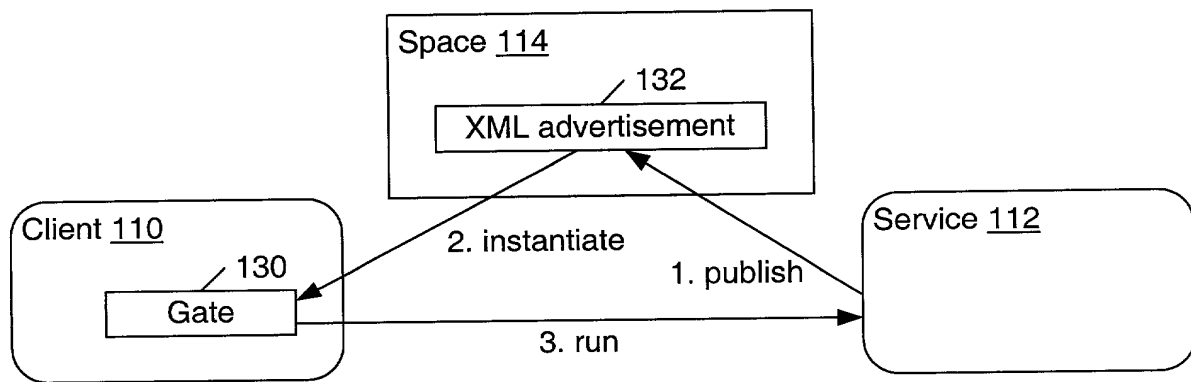 Space 114
132
XML advertisement
Client 110
2. instantiate
Service 112
130
1. publish
Gate
3. run